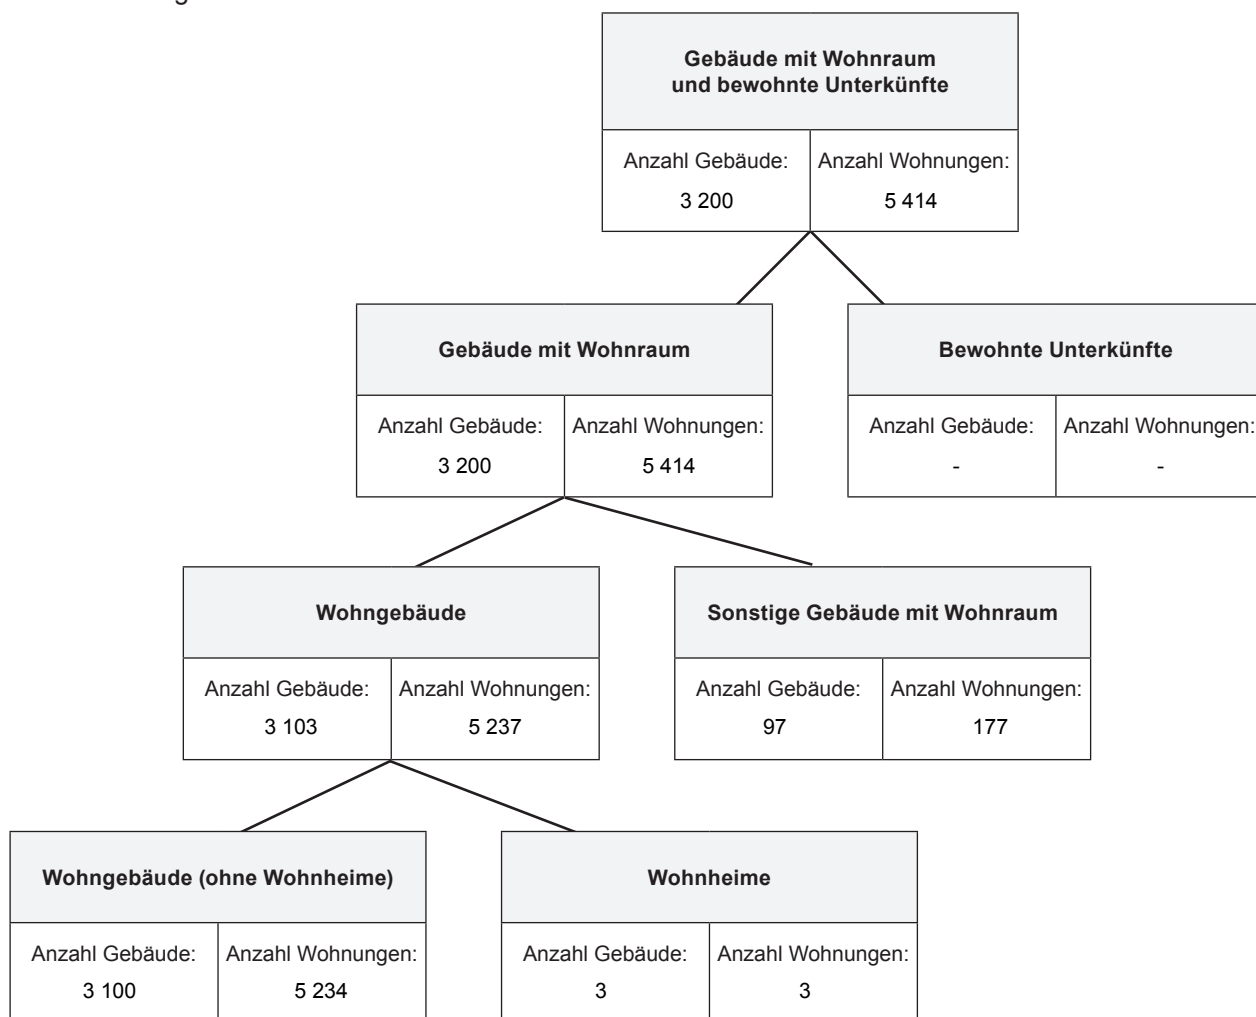 Gebäude mit Wohnraum
und bewohnte Unterkünfte
Anzahl Gebäude: Anzahl Wohnungen:
3 200 5 414
Gebäude mit Wohnraum Bewohnte Unterkünfte
Anzahl Gebäude: Anzahl Wohnungen: Anzahl Gebäude: Anzahl Wohnungen:
3 200 5 414 - -
Wohngebäude Sonstige Gebäude mit Wohnraum
Anzahl Gebäude: Anzahl Wohnungen: Anzahl Gebäude: Anzahl Wohnungen:
3 103 5 237 97 177
Wohngebäude (ohne Wohnheime) Wohnheime
Anzahl Gebäude: Anzahl Wohnungen: Anzahl Gebäude: Anzahl Wohnungen:
3 100 5 234 3 3